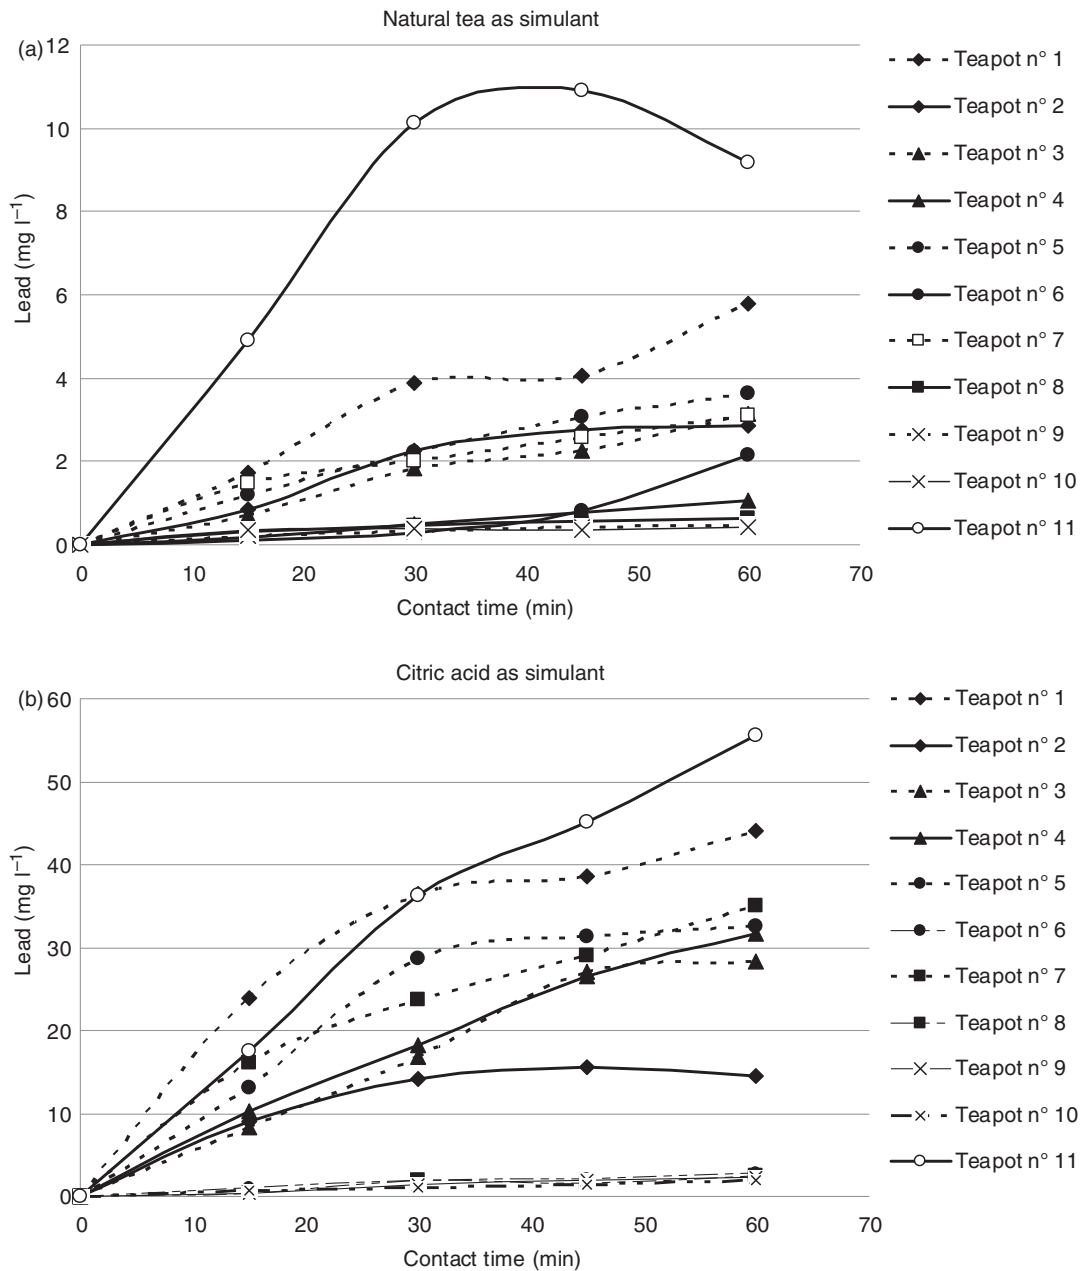 Natural tea as simulant
(a)
12
10
8
6
4
2
0
Lead (mg l⁻¹)
0 10 20 30 40 50 60 70
Contact time (min)
Teapot n° 1
Teapot n° 2
Teapot n° 3
Teapot n° 4
Teapot n° 5
Teapot n° 6
Teapot n° 7
Teapot n° 8
Teapot n° 9
Teapot n° 10
Teapot n° 11
Citric acid as simulant
(b)
60
50
40
30
20
10
0
Lead (mg l⁻¹)
0 10 20 30 40 50 60 70
Contact time (min)
Teapot n° 1
Teapot n° 2
Teapot n° 3
Teapot n° 4
Teapot n° 5
Teapot n° 6
Teapot n° 7
Teapot n° 8
Teapot n° 9
Teapot n° 10
Teapot n° 11